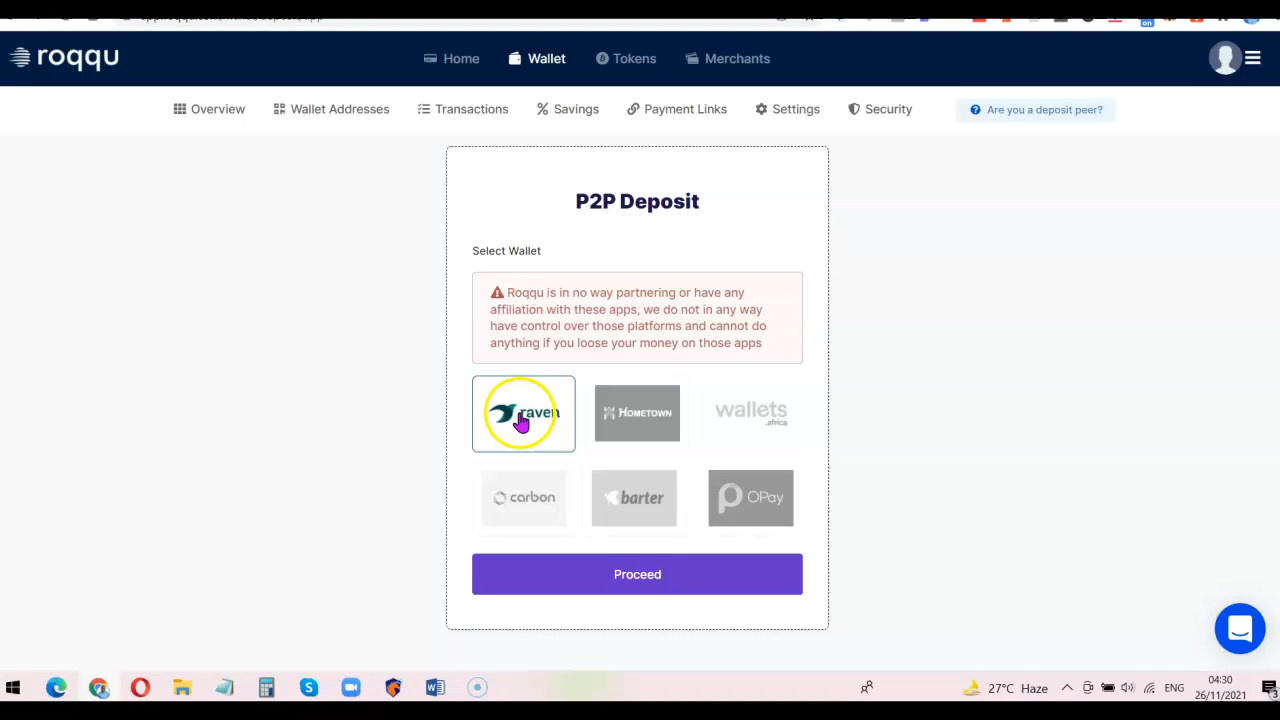 roqqu
Home
Wallet
Tokens
Merchants
Overview
Wallet Addresses
Transactions
Savings
Payment Links
Settings
Security
Are you a deposit peer?
P2P Deposit
Select Wallet
Roqqu is in no way partnering or have any
affiliation with these apps, we do not in any way
have control over those platforms and cannot do
anything if you loose your money on those apps
raven
HOMETOWN
wallets
.africa
carbon
barter
OPay
Proceed
27°C Haze
ENG
04:30
26/11/2021
3
on